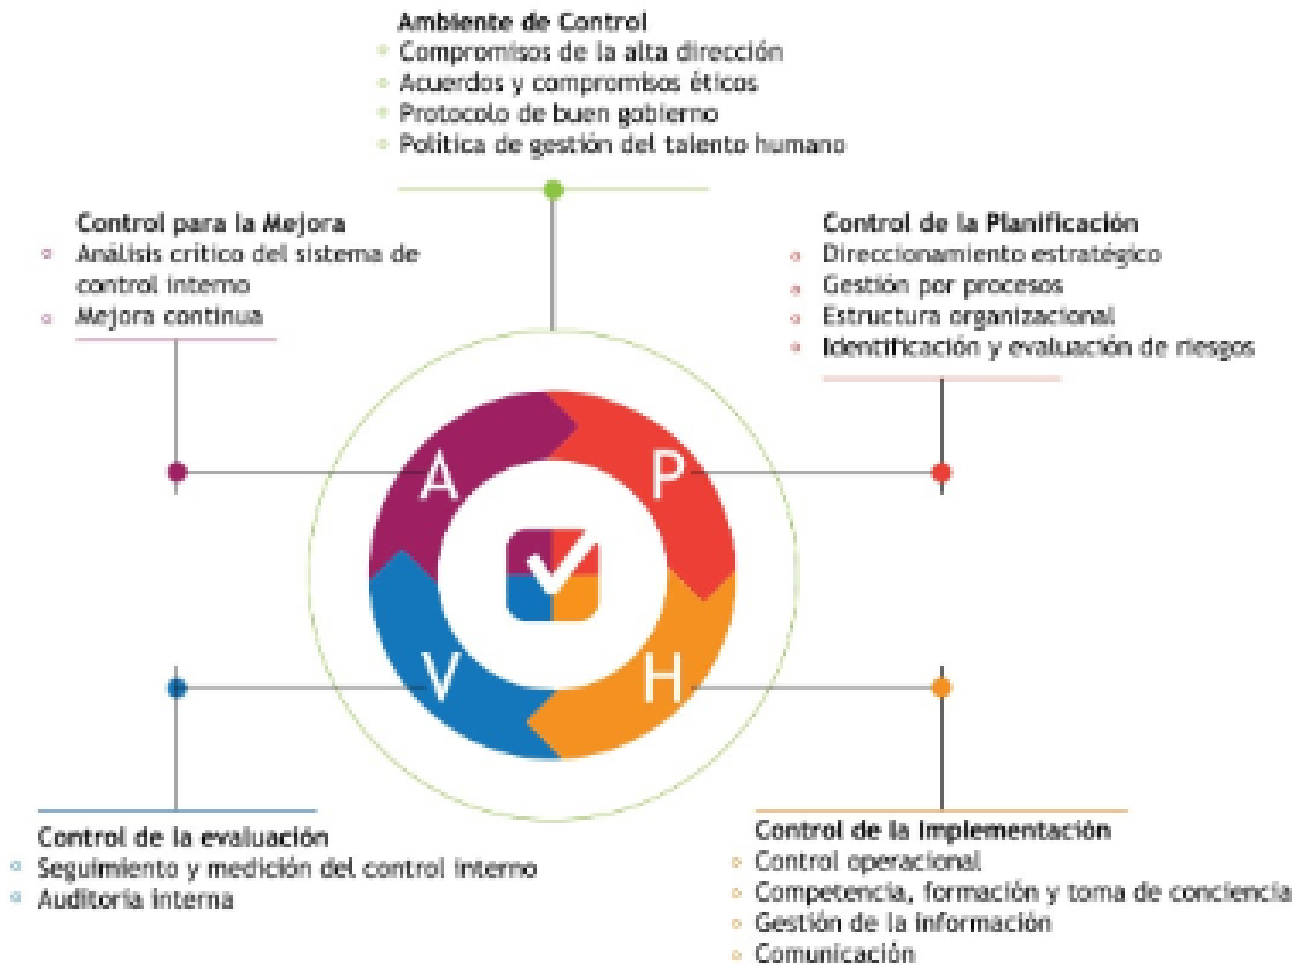 Ambiente de Control
Compromisos de la alta dirección
Acuerdos y compromisos éticos
Protocolo de buen gobierno
Política de gestión del talento humano
Control para la Mejora
Análisis crítico del sistema de
control interno
Mejora continua
Control de la Planificación
Direccionamiento estratégico
Gestión por procesos
Estructura organizacional
Identificación y evaluación de riesgos
A
P
V
H
Control de la evaluación
Seguimiento y medición del control interno
Auditoría interna
Control de la Implementación
Control operacional
Competencia, formación y toma de conciencia
Gestión de la información
Comunicación